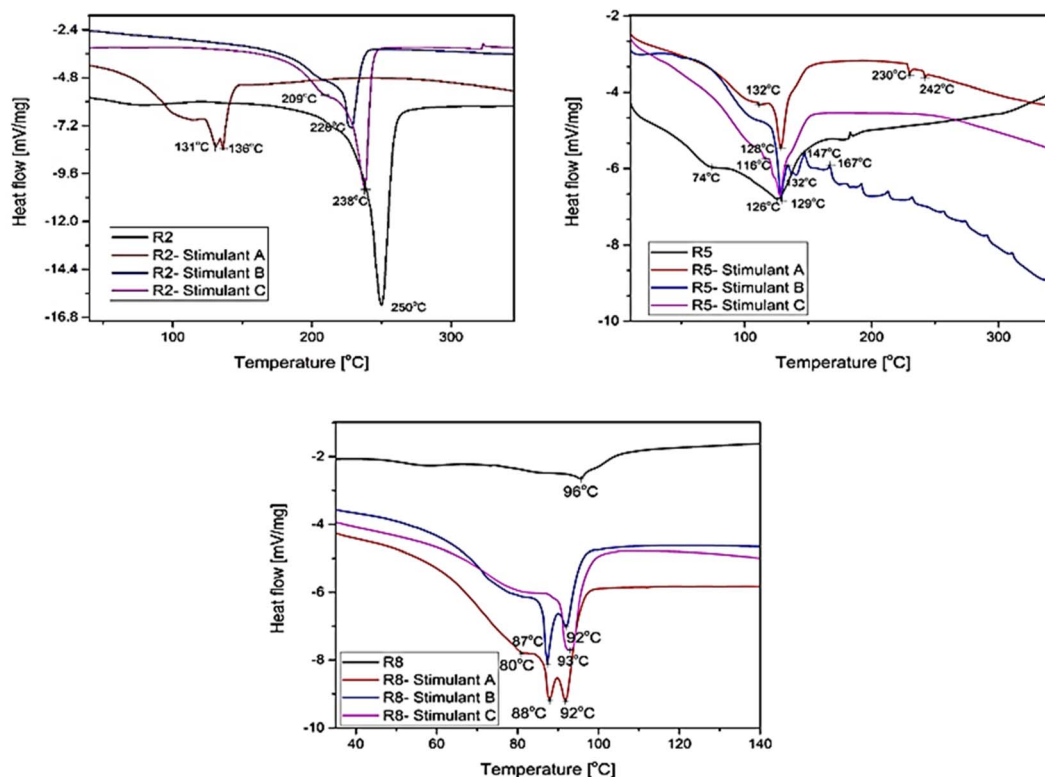 -2.4
-4.8
-7.2
-9.6
-12.0
-14.4
-16.8
Heat flow [mV/mg]
209°C
226°C
131°C
136°C
238°C
250°C
R2
R2- Stimulant A
R2- Stimulant B
R2- Stimulant C
100 200 300
Temperature [°C]
-2
-4
-6
-8
-10
Heat flow [mV/mg]
230°C
242°C
132°C
128°C
147°C
116°C
167°C
74°C
132°C
126°C
129°C
R5
R5- Stimulant A
R5- Stimulant B
R5- Stimulant C
100 200 300
Temperature [°C]
-2
-4
-6
-8
-10
Heat flow [mV/mg]
96°C
87°C
92°C
80°C
93°C
88°C
92°C
R8
R8- Stimulant A
R8- Stimulant B
R8- Stimulant C
40 60 80 100 120 140
Temperature [°C]